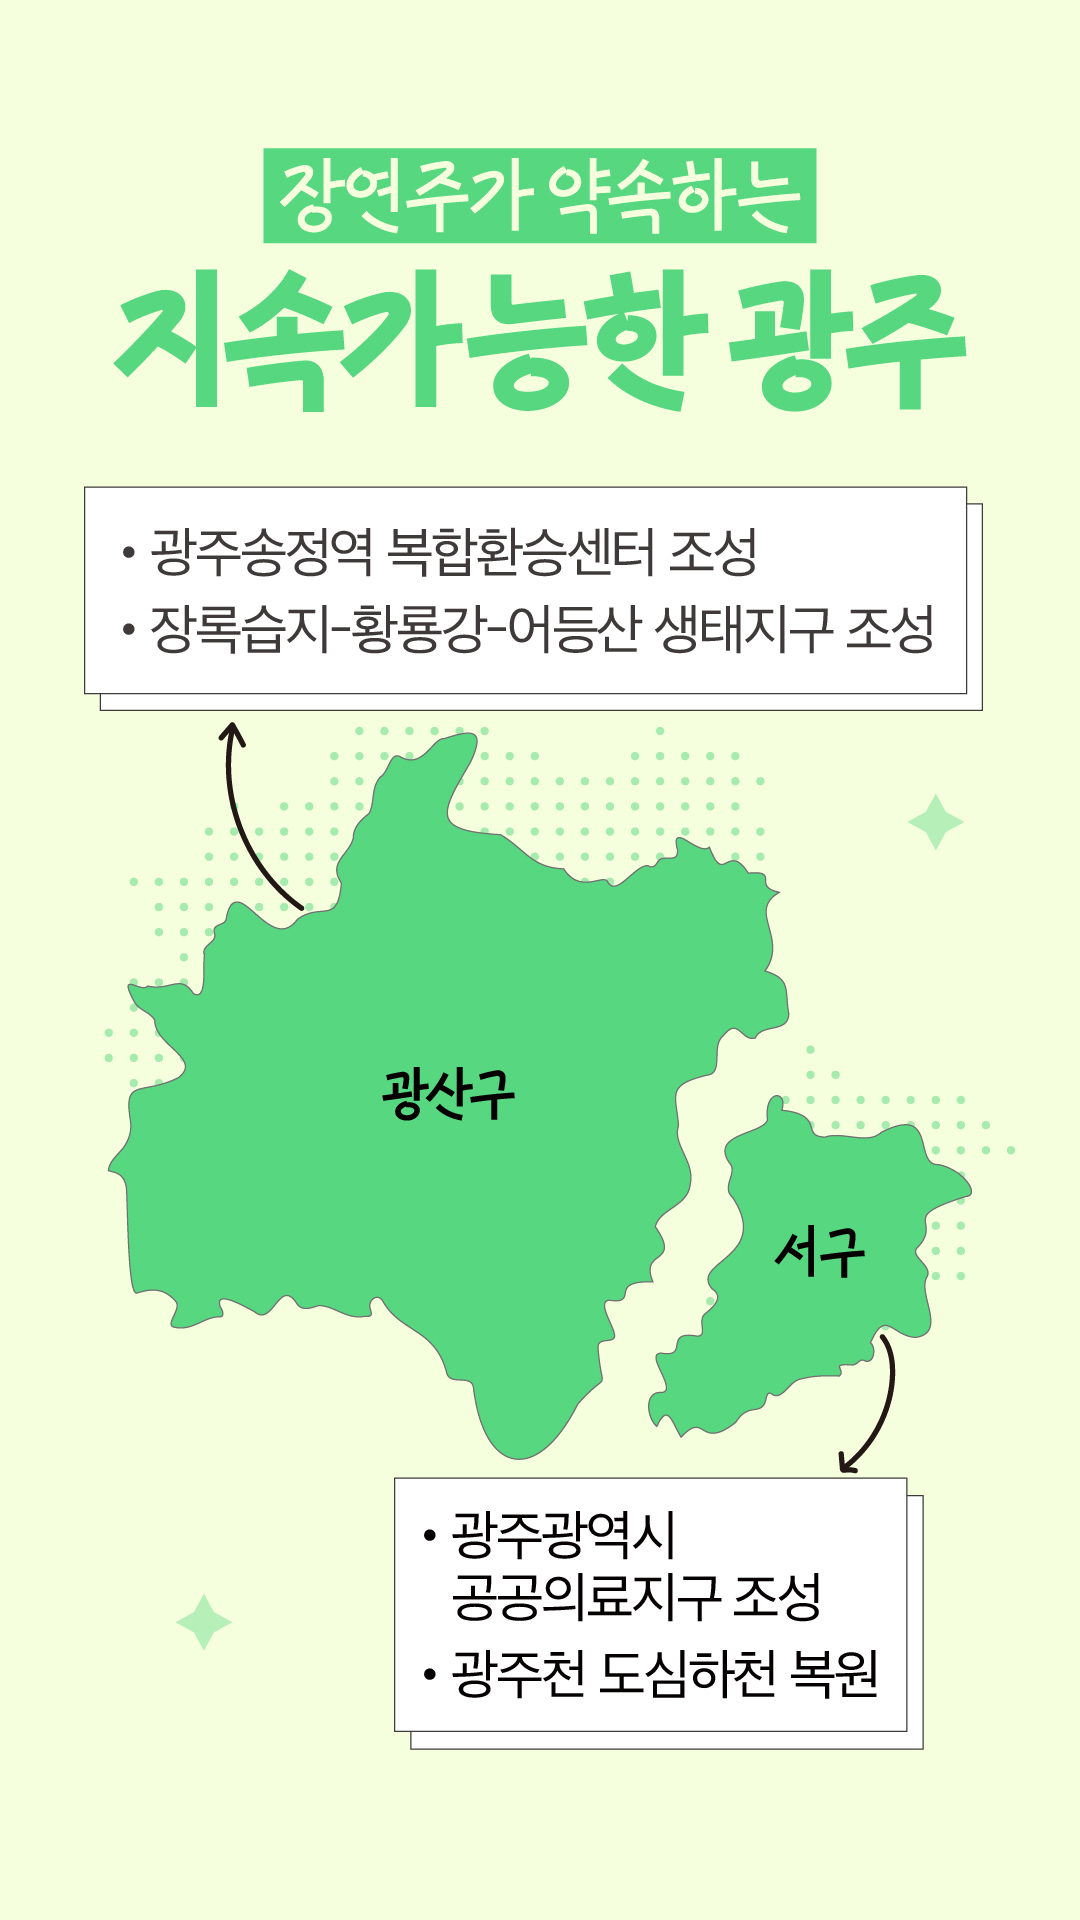 장연주가 약속하는
지속가능한 광주
• 광주송정역 복합환승센터 조성
• 장록습지-황룡강-어등산 생태지구 조성
광산구
서구
• 광주광역시
공공의료지구 조성
• 광주천 도심하천 복원